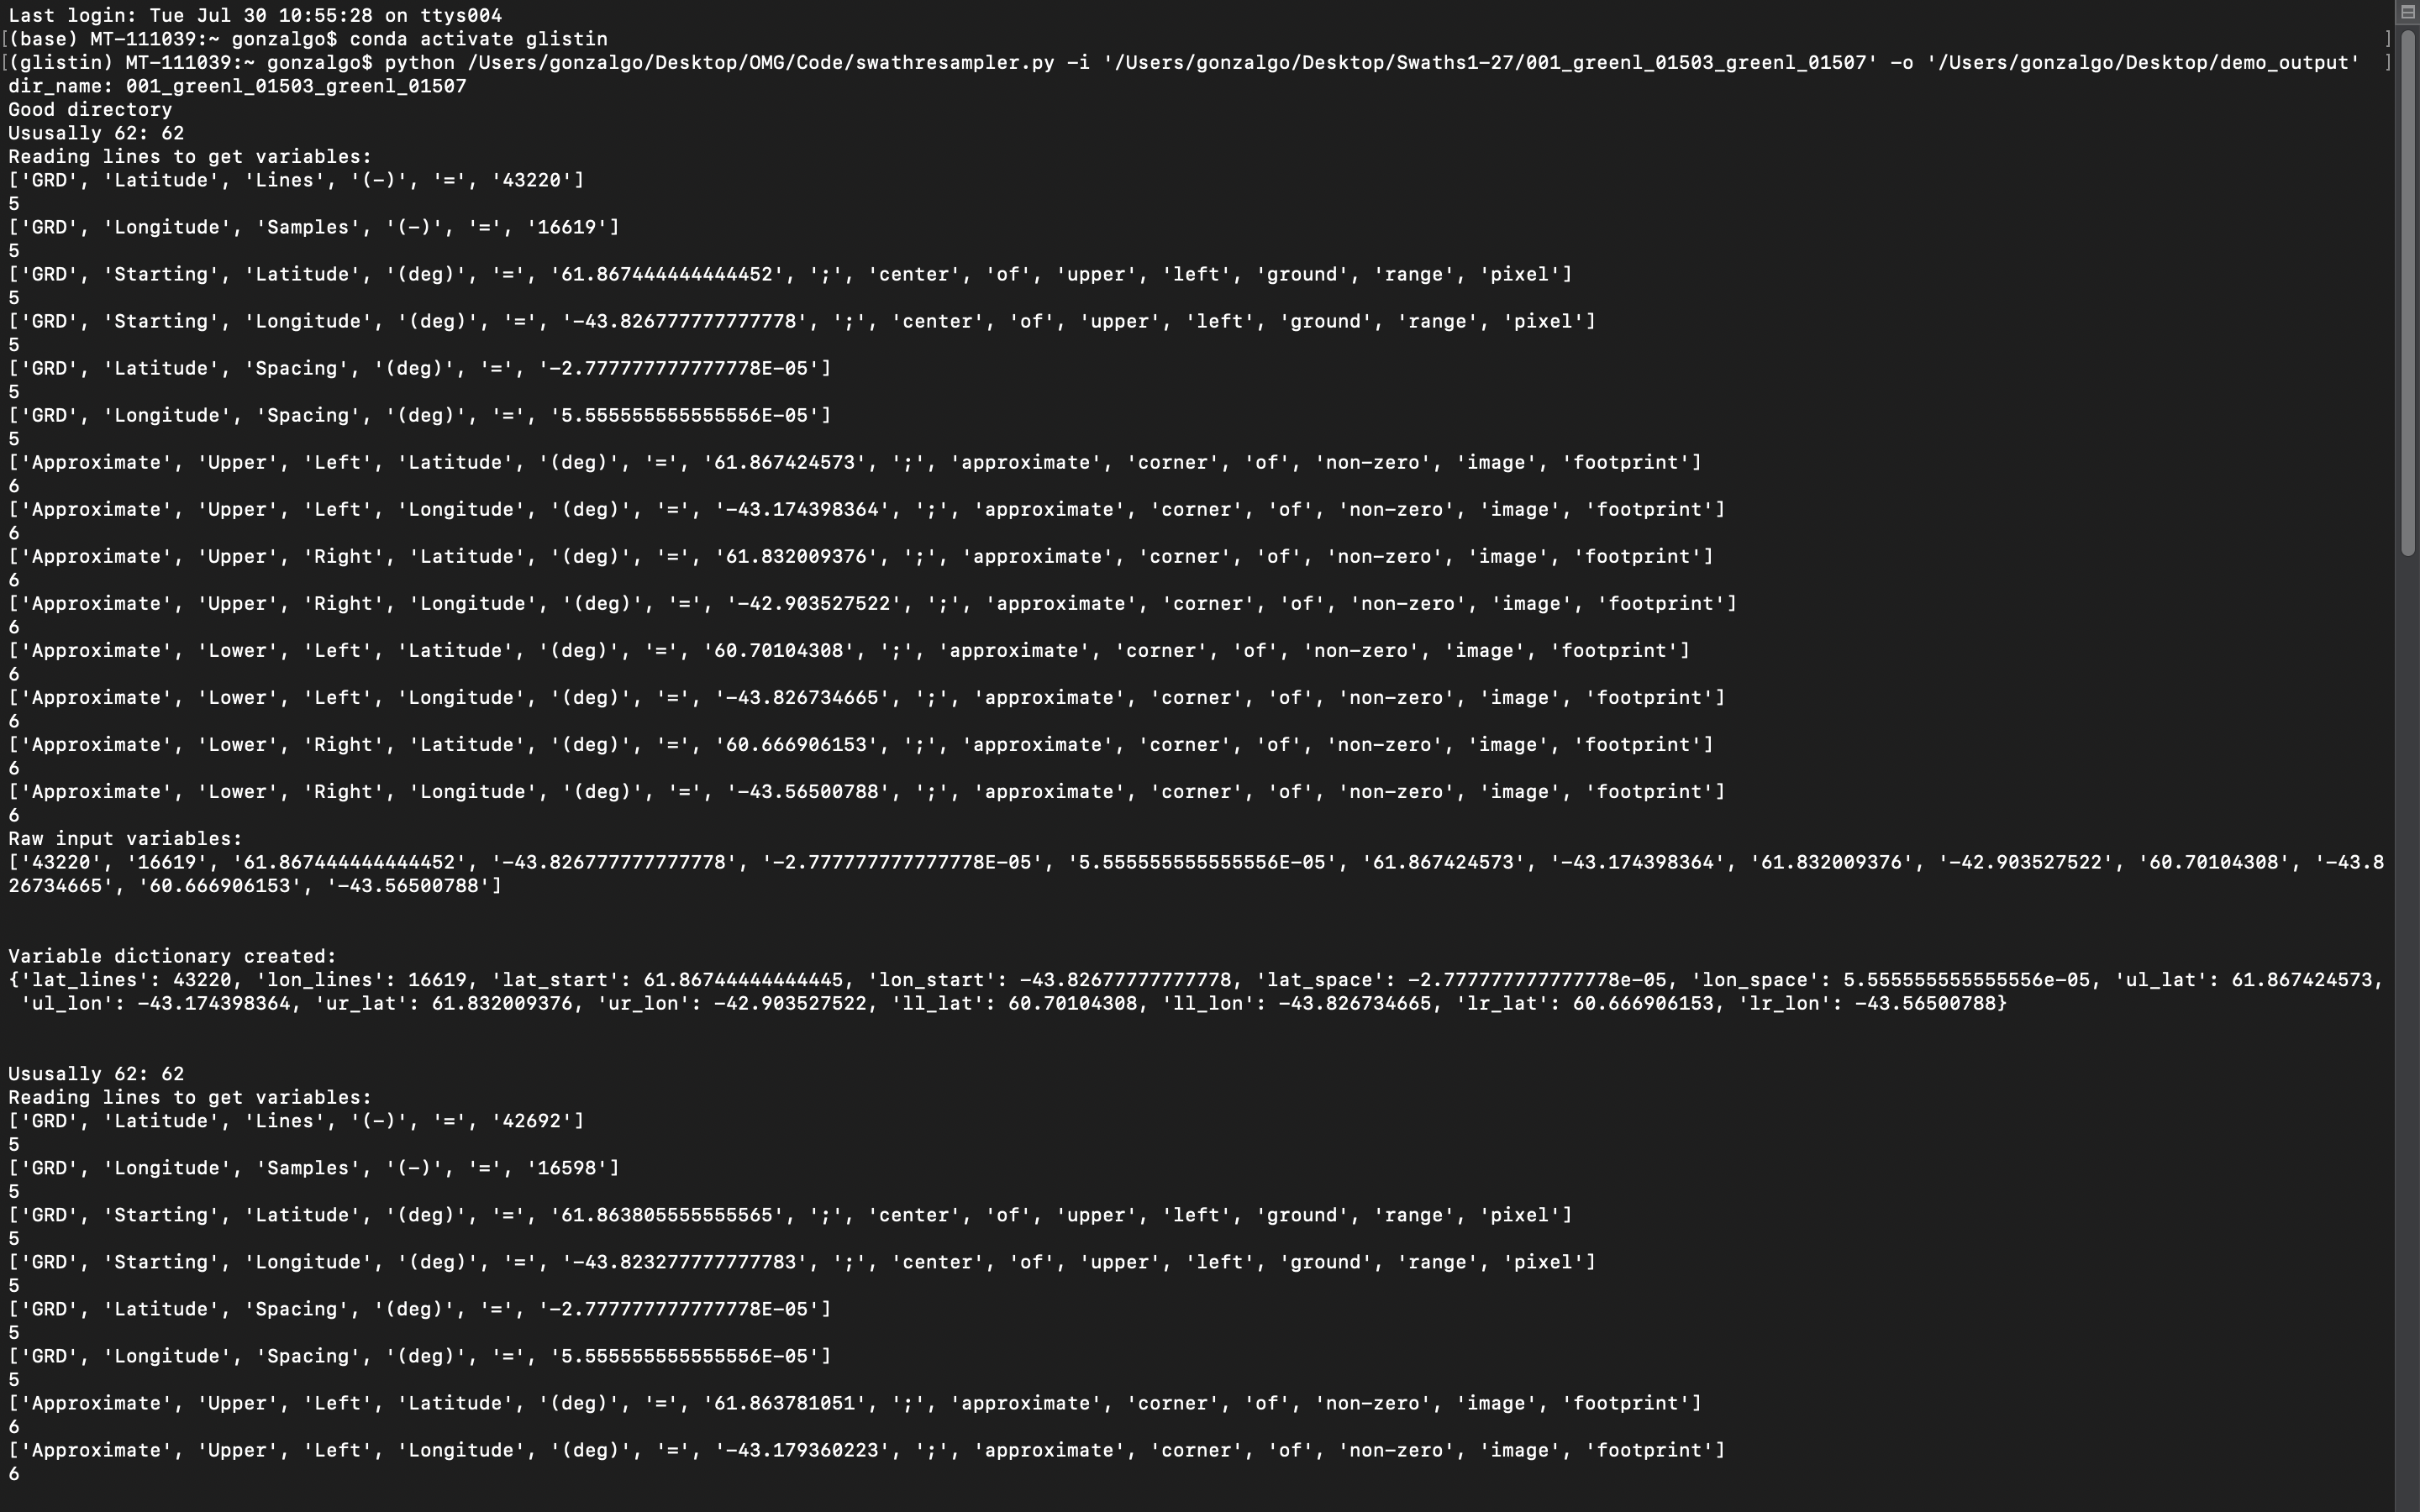 Last login: Tue Jul 30 10:55:28 on ttys004
[(base) MT-111039:~ gonzalgo$ conda activate glistin ]
[(glistin) MT-111039:~ gonzalgo$ python /Users/gonzalgo/Desktop/OMG/Code/swathresampler.py -i '/Users/gonzalgo/Desktop/Swaths1-27/001_greenl_01503_greenl_01507' -o '/Users/gonzalgo/Desktop/demo_output' ]
dir_name: 001_greenl_01503_greenl_01507
Good directory
Ususally 62: 62
Reading lines to get variables:
['GRD', 'Latitude', 'Lines', '(-)', '=', '43220']
5
['GRD', 'Longitude', 'Samples', '(-)', '=', '16619']
5
['GRD', 'Starting', 'Latitude', '(deg)', '=', '61.867444444444452', ';', 'center', 'of', 'upper', 'left', 'ground', 'range', 'pixel']
5
['GRD', 'Starting', 'Longitude', '(deg)', '=', '-43.826777777777778', ';', 'center', 'of', 'upper', 'left', 'ground', 'range', 'pixel']
5
['GRD', 'Latitude', 'Spacing', '(deg)', '=', '-2.777777777777778E-05']
5
['GRD', 'Longitude', 'Spacing', '(deg)', '=', '5.555555555555556E-05']
5
['Approximate', 'Upper', 'Left', 'Latitude', '(deg)', '=', '61.867424573', ';', 'approximate', 'corner', 'of', 'non-zero', 'image', 'footprint']
6
['Approximate', 'Upper', 'Left', 'Longitude', '(deg)', '=', '-43.174398364', ';', 'approximate', 'corner', 'of', 'non-zero', 'image', 'footprint']
6
['Approximate', 'Upper', 'Right', 'Latitude', '(deg)', '=', '61.832009376', ';', 'approximate', 'corner', 'of', 'non-zero', 'image', 'footprint']
6
['Approximate', 'Upper', 'Right', 'Longitude', '(deg)', '=', '-42.903527522', ';', 'approximate', 'corner', 'of', 'non-zero', 'image', 'footprint']
6
['Approximate', 'Lower', 'Left', 'Latitude', '(deg)', '=', '60.70104308', ';', 'approximate', 'corner', 'of', 'non-zero', 'image', 'footprint']
6
['Approximate', 'Lower', 'Left', 'Longitude', '(deg)', '=', '-43.826734665', ';', 'approximate', 'corner', 'of', 'non-zero', 'image', 'footprint']
6
['Approximate', 'Lower', 'Right', 'Latitude', '(deg)', '=', '60.666906153', ';', 'approximate', 'corner', 'of', 'non-zero', 'image', 'footprint']
6
['Approximate', 'Lower', 'Right', 'Longitude', '(deg)', '=', '-43.56500788', ';', 'approximate', 'corner', 'of', 'non-zero', 'image', 'footprint']
6
Raw input variables:
['43220', '16619', '61.867444444444452', '-43.826777777777778', '-2.777777777777778E-05', '5.555555555555556E-05', '61.867424573', '-43.174398364', '61.832009376', '-42.903527522', '60.70104308', '-43.8
26734665', '60.666906153', '-43.56500788']
Variable dictionary created:
{'lat_lines': 43220, 'lon_lines': 16619, 'lat_start': 61.86744444444445, 'lon_start': -43.82677777777778, 'lat_space': -2.777777777777778e-05, 'lon_space': 5.555555555555556e-05, 'ul_lat': 61.867424573,
'ul_lon': -43.174398364, 'ur_lat': 61.832009376, 'ur_lon': -42.903527522, 'll_lat': 60.70104308, 'll_lon': -43.826734665, 'lr_lat': 60.666906153, 'lr_lon': -43.56500788}
Ususally 62: 62
Reading lines to get variables:
['GRD', 'Latitude', 'Lines', '(-)', '=', '42692']
5
['GRD', 'Longitude', 'Samples', '(-)', '=', '16598']
5
['GRD', 'Starting', 'Latitude', '(deg)', '=', '61.863805555555565', ';', 'center', 'of', 'upper', 'left', 'ground', 'range', 'pixel']
5
['GRD', 'Starting', 'Longitude', '(deg)', '=', '-43.823277777777783', ';', 'center', 'of', 'upper', 'left', 'ground', 'range', 'pixel']
5
['GRD', 'Latitude', 'Spacing', '(deg)', '=', '-2.777777777777778E-05']
5
['GRD', 'Longitude', 'Spacing', '(deg)', '=', '5.555555555555556E-05']
5
['Approximate', 'Upper', 'Left', 'Latitude', '(deg)', '=', '61.863781051', ';', 'approximate', 'corner', 'of', 'non-zero', 'image', 'footprint']
6
['Approximate', 'Upper', 'Left', 'Longitude', '(deg)', '=', '-43.179360223', ';', 'approximate', 'corner', 'of', 'non-zero', 'image', 'footprint']
6